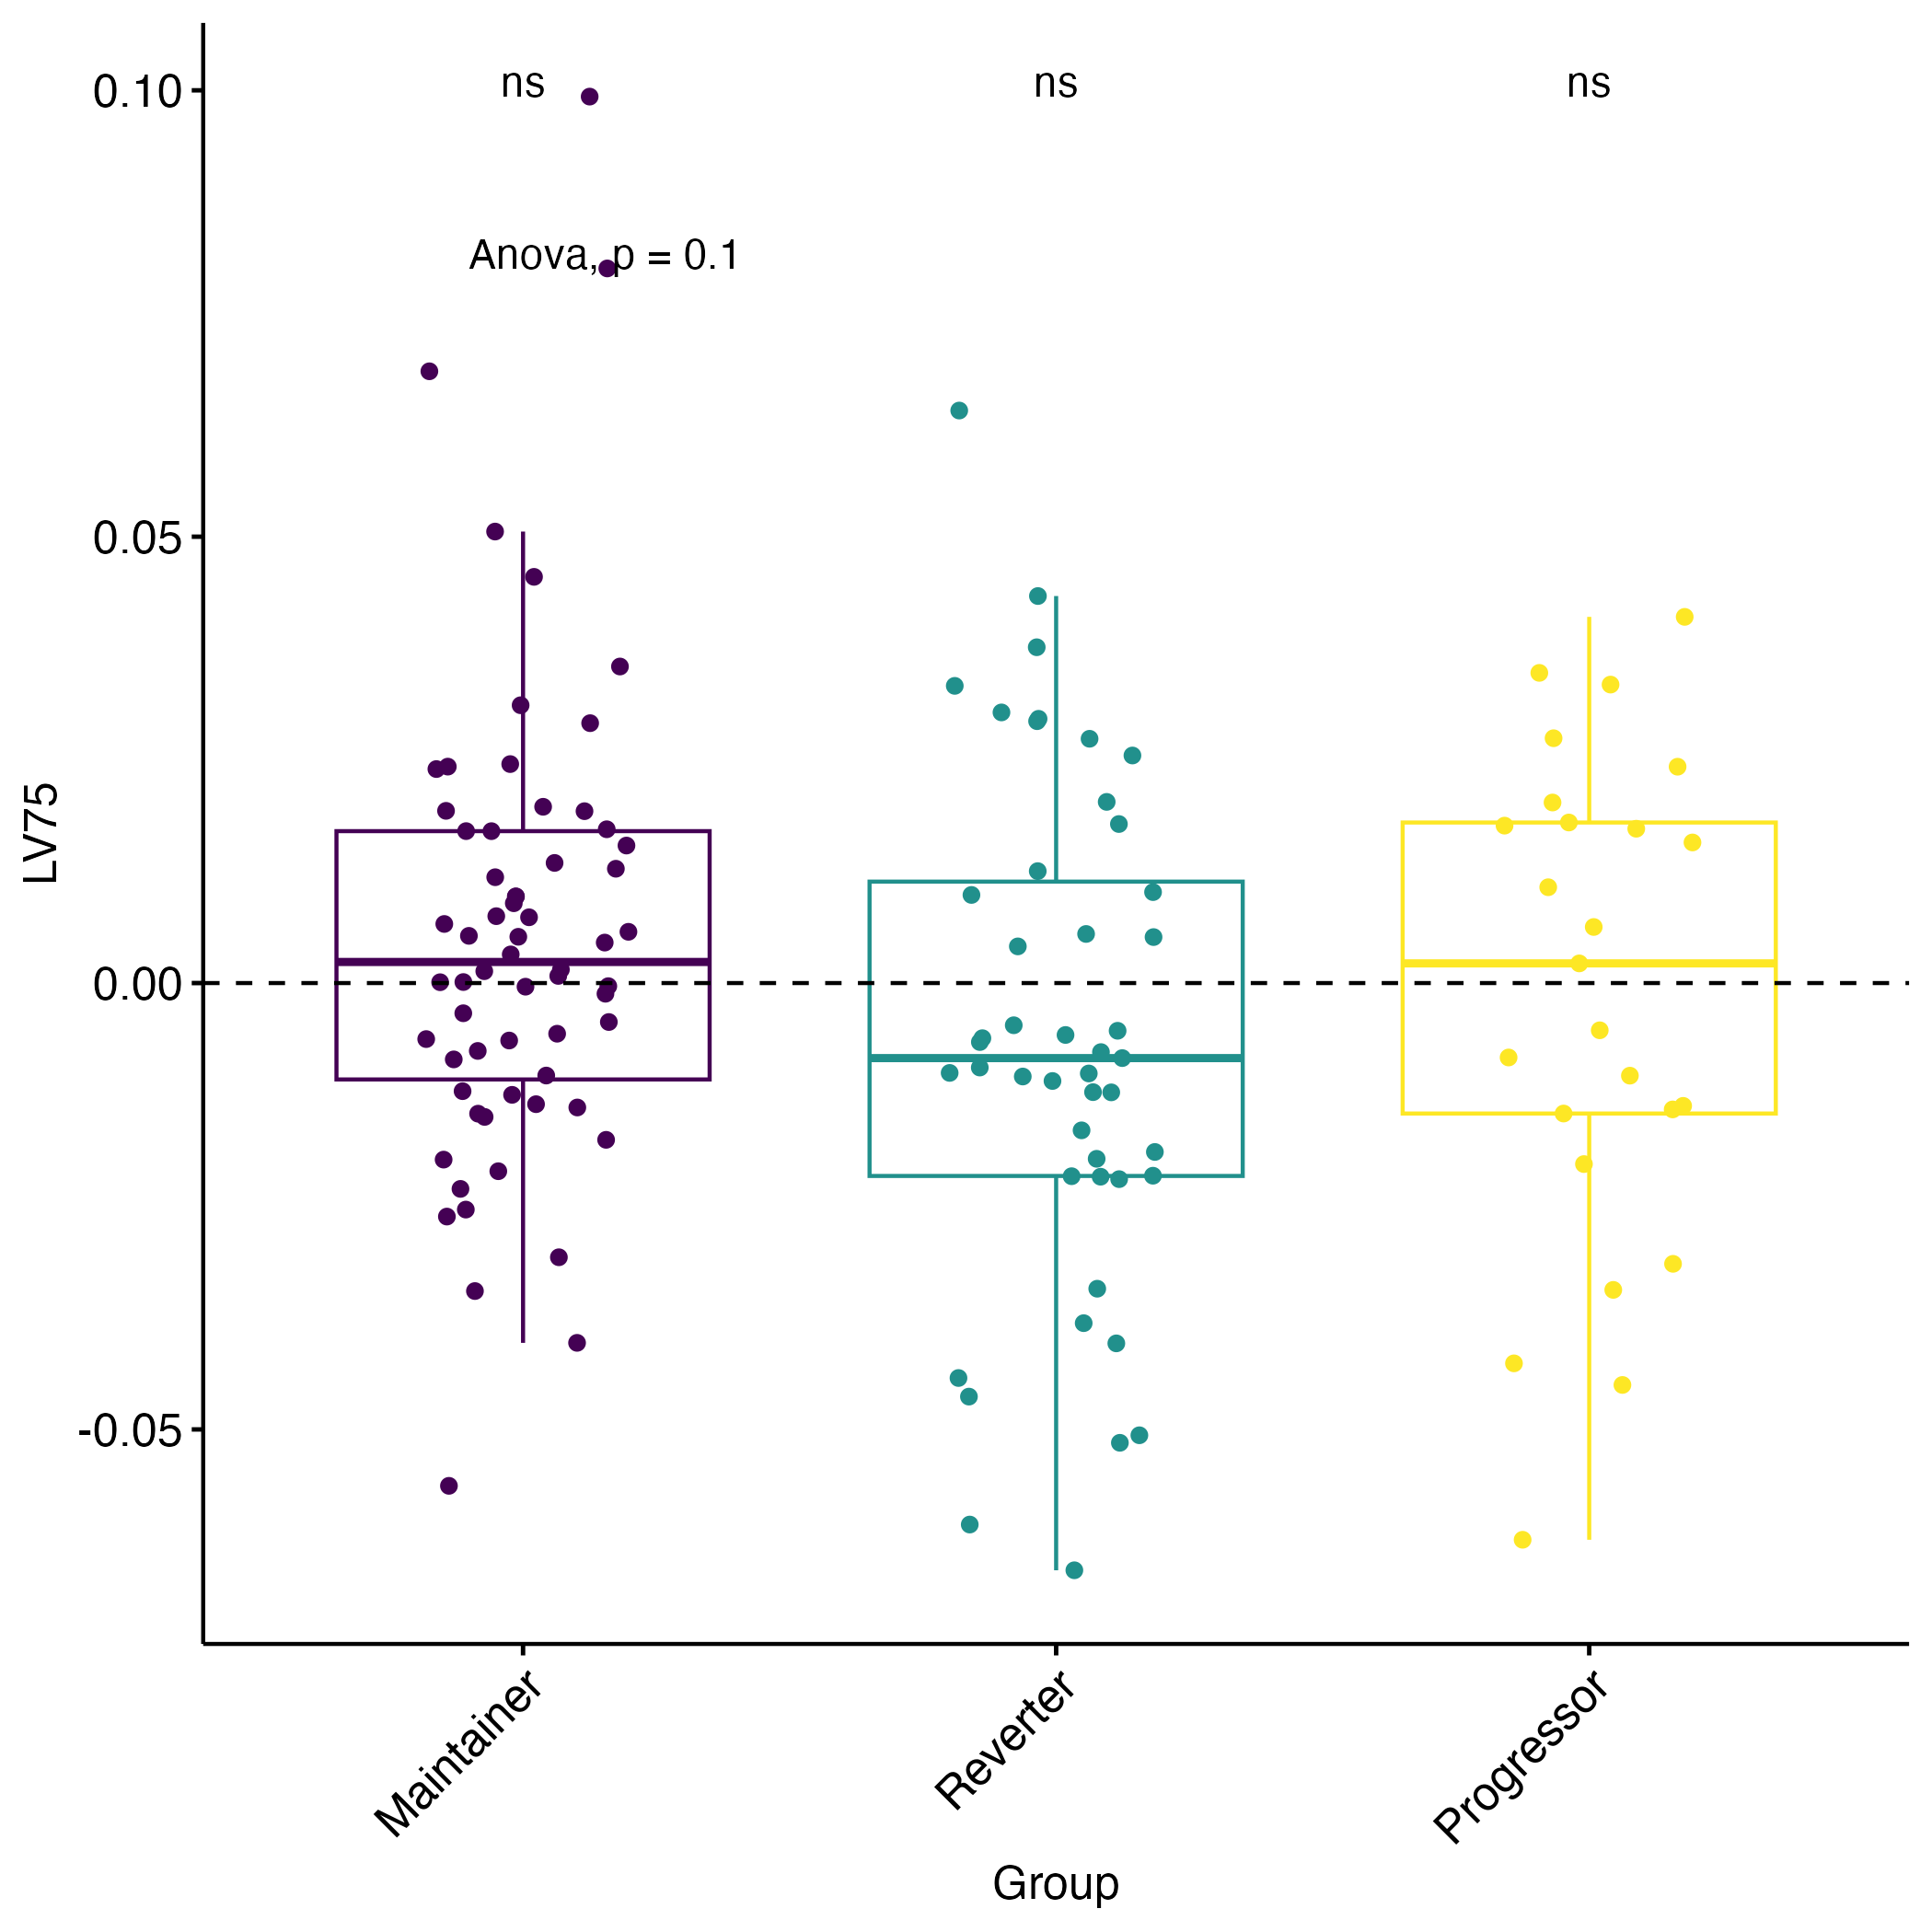 ns ns ns
Anova, p = 0.1
0.10
0.05
0.00
-0.05
LV75
Maintainer
Reverter
Progressor
Group